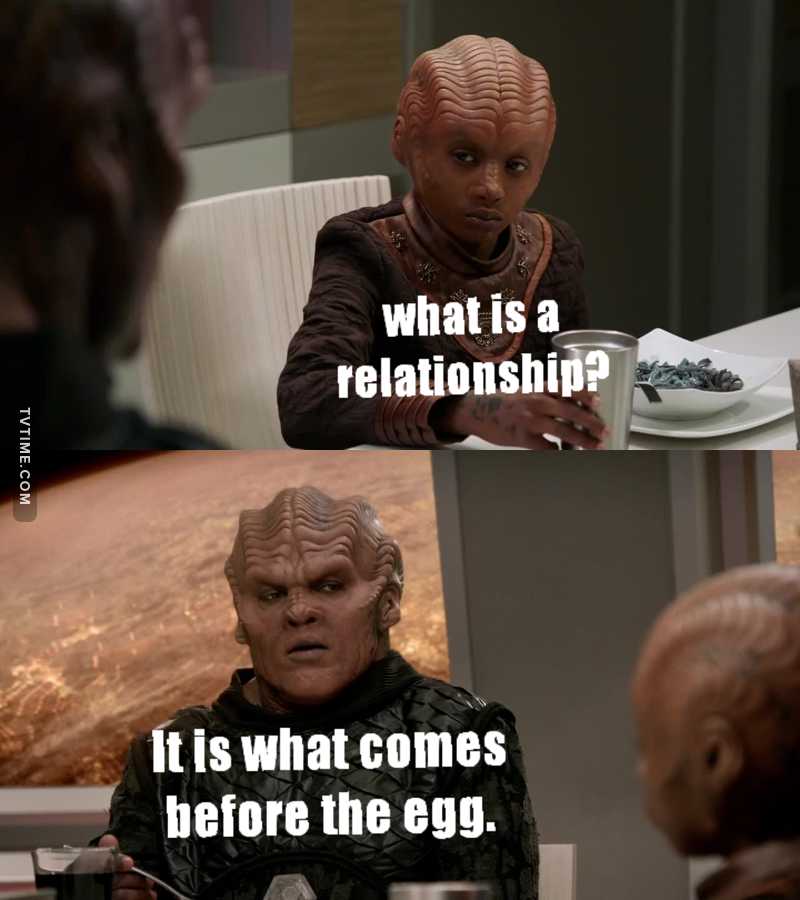 what is a
relationship?
TVTIME.COM
It is what comes
before the egg.